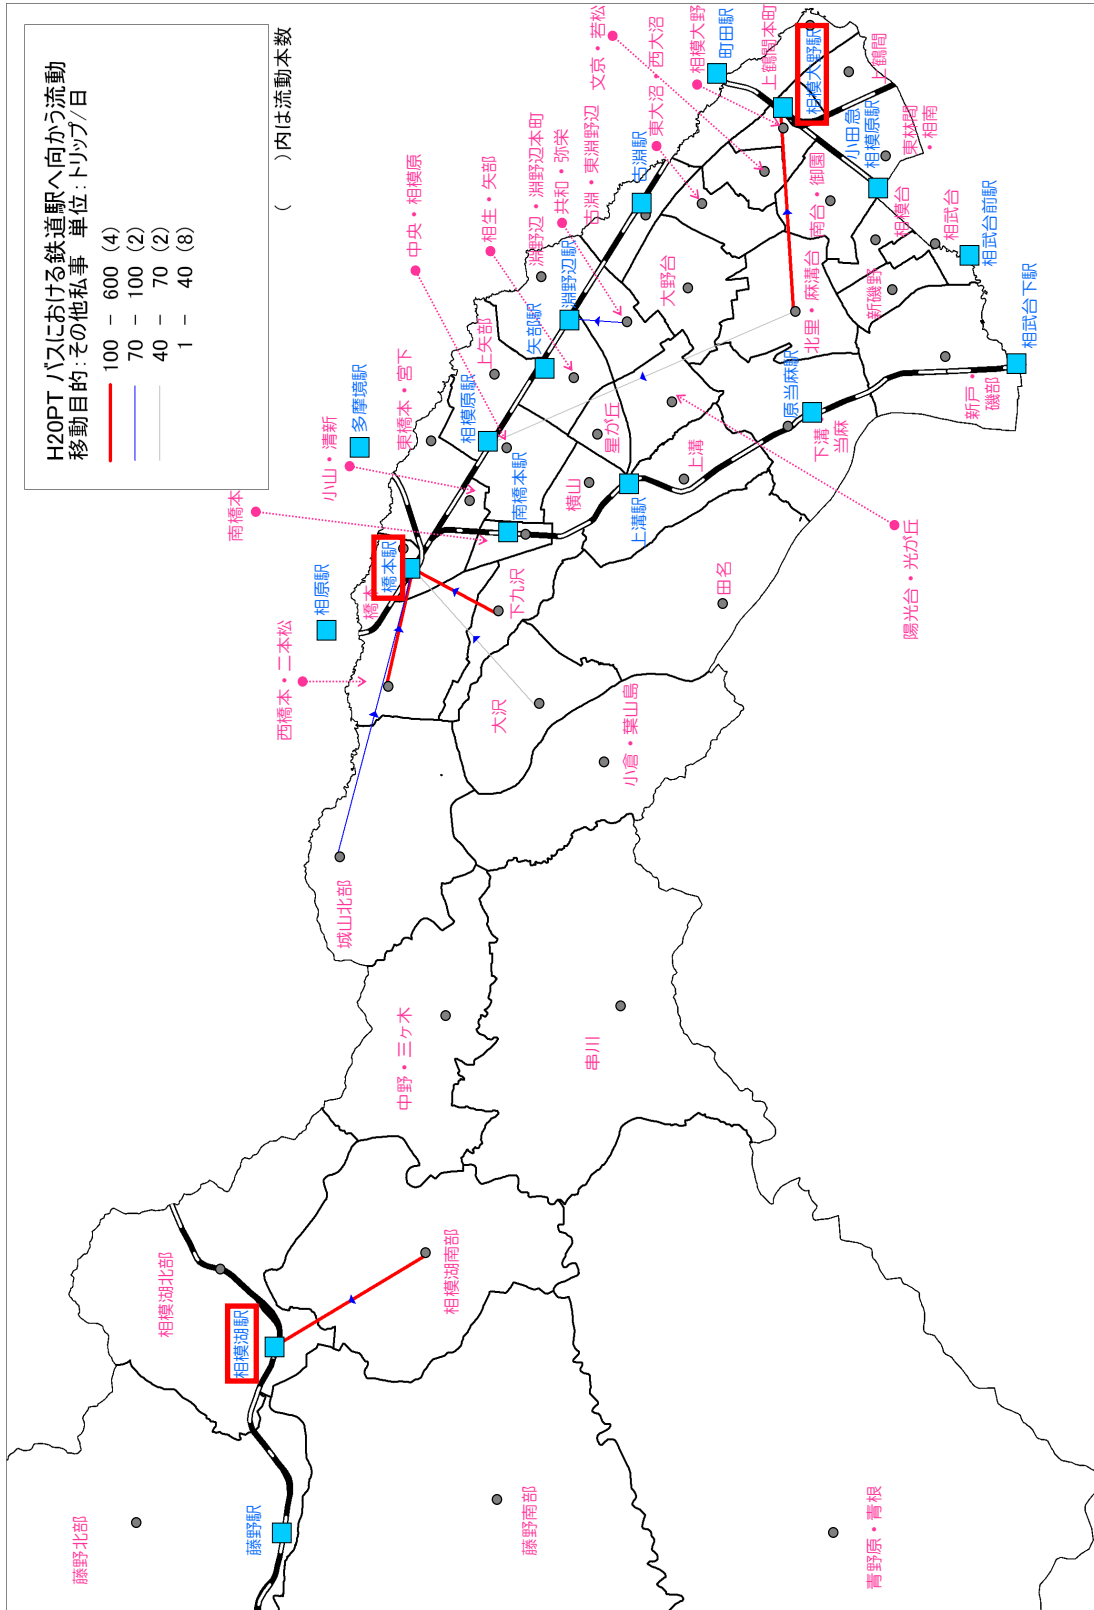 H20PT バスにおける鉄道駅へ向かう流動
移動目的：その他私事　単位：トリップ/日
100 － 600 (4)
70 － 100 (2)
40 － 70 (2)
1 － 40 (8)
(　　) 内は流動本数
藤野北部
藤野駅
藤野南部
青野原・青根
相模湖北部
相模湖駅
相模湖南部
中野・三ヶ木
串川
城山北部
小倉・葉山島
大沢
田名
西橋本・二本松
相原駅
橋本
橋本駅
下九沢
南橋本
南橋本駅
小山・清新
多摩境駅
東橋本・宮下
相模原駅
横山
星が丘
上溝駅
上溝
中央・相模原
上矢部
矢部駅
相生・矢部
淵野辺・淵野辺本町
淵野辺駅
共和・弥栄
古淵・東淵野辺
古淵駅
大野台
陽光台・光が丘
原当麻駅
下溝
当麻
北里・麻溝台
東大沼・西大沼
文京・若松
相模大野
町田駅
上鶴間本町
相模大野駅
上鶴間
小田急
相模原駅
東林間
・相南
南台・御園
相模台
相武台
相武台前駅
新磯野
新戸・
磯部
相武台下駅